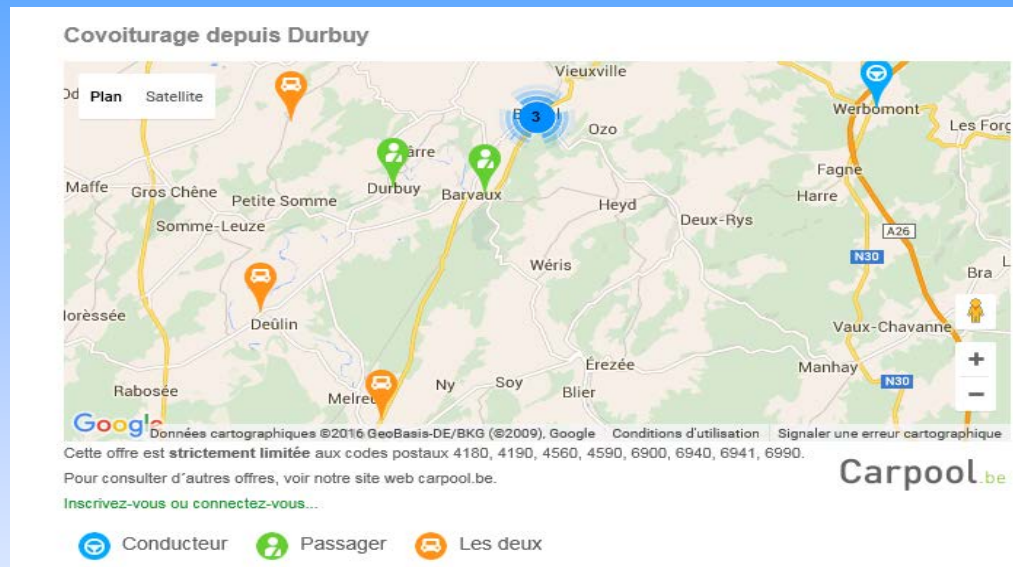 Covoiturage depuis Durbuy
Plan Satellite
Vieuxville
3
Ozo
Werbomont
Les Forg
Durbuy
Barvaux
Maffe
Gros Chêne
Petite Somme
Somme-Leuze
Heyd
Deux-Rys
Fagne
Harre
A26
N30
Bra
Wéris
Deûlin
Vaux-Chavanne
Érezée
Manhay
N30
Rabosée
Ny
Soy
Blier
Google
Données cartographiques ©2016 GeoBasis-DE/BKG (©2009), Google Conditions d'utilisation Signaler une erreur cartographique
Cette offre est strictement limitée aux codes postaux 4180, 4190, 4560, 4590, 6900, 6940, 6941, 6990.
Pour consulter d´autres offres, voir notre site web carpool.be.
Carpool.be
Inscrivez-vous ou connectez-vous...
Conducteur Passager Les deux